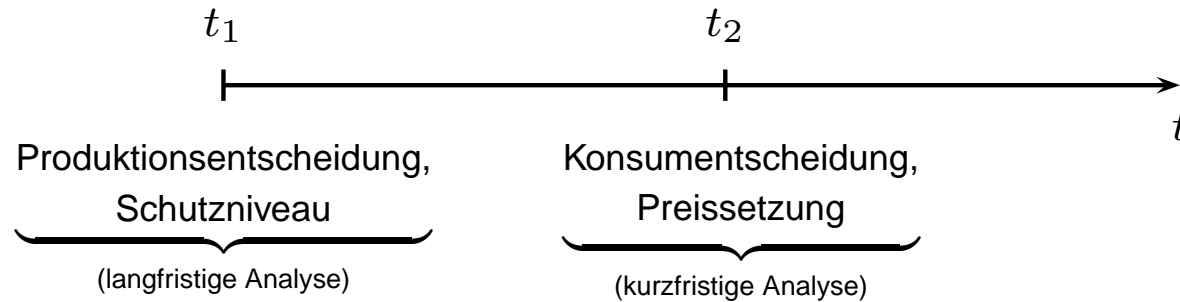 t₁ t₂
t
Produktionsentscheidung, Konsumentscheidung,
Schutzniveau Preissetzung
(langfristige Analyse) (kurzfristige Analyse)